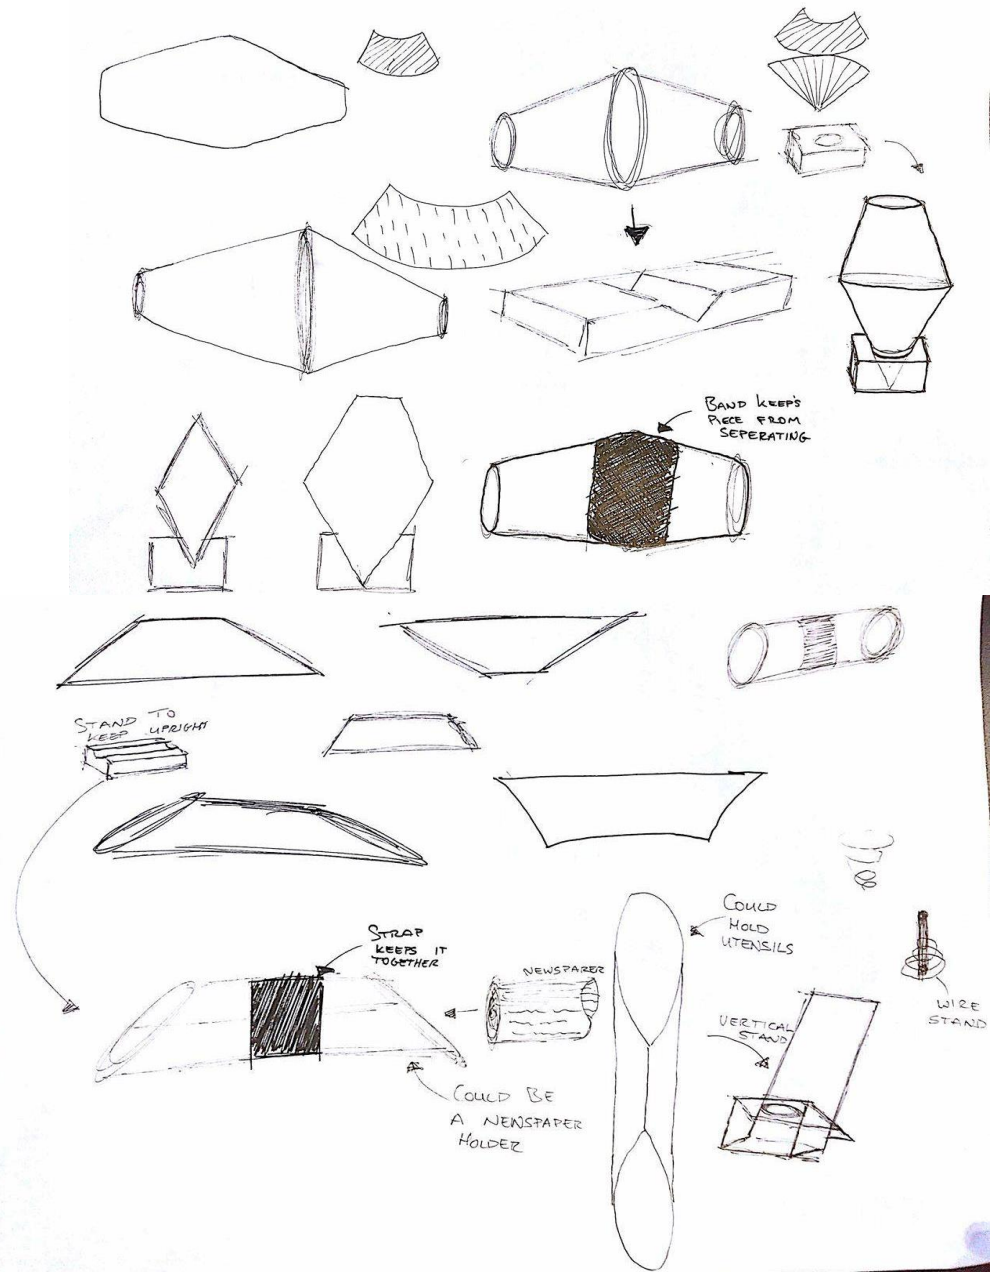 BAND KEEP'S
PIECE FROM
SEPERATING
STAND TO
KEEP UPRIGHT
STRAP
KEEPS IT
TOGETHER
NEWSPAPER
COULD
HOLD
UTENSILS
WIRE
STAND
VERTICAL
STAND
COULD BE
A NEWSPAPER
HOLDER